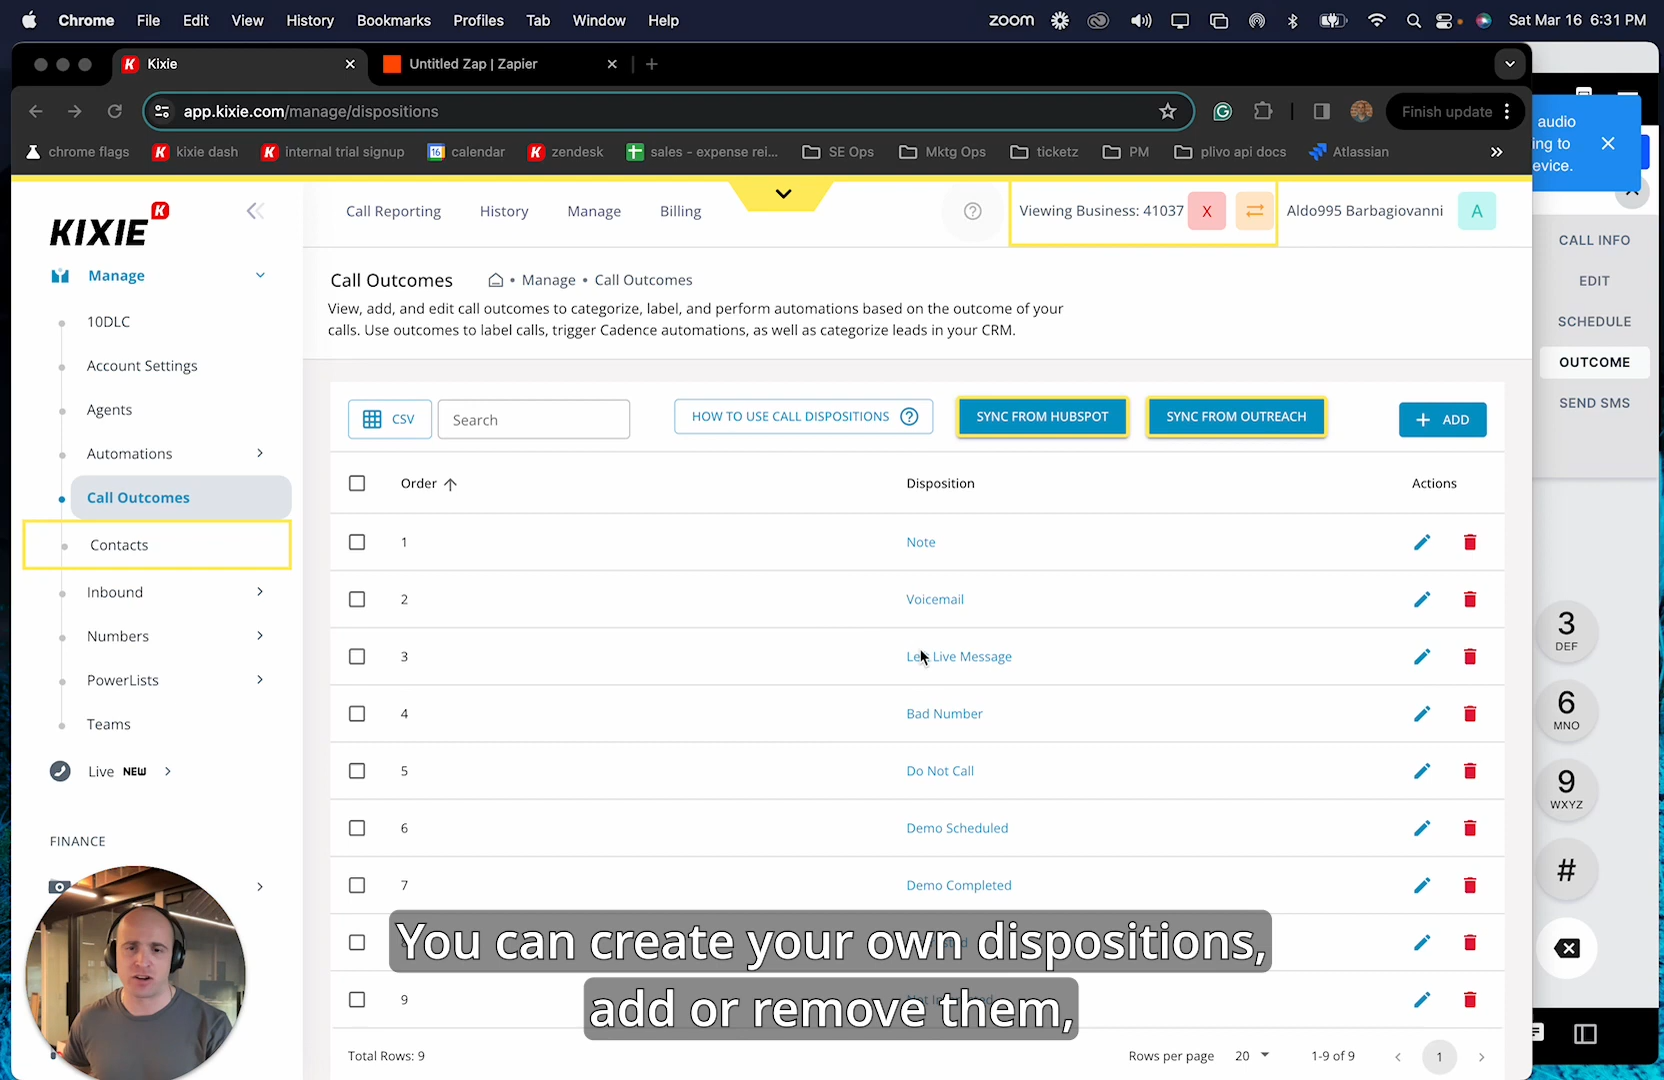 Chrome File Edit View History Bookmarks Profiles Tab Window Help zoom Sat Mar 16 6:31 PM
Kixie Untitled Zap | Zapier
app.kixie.com/manage/dispositions Finish update
chrome flags kixie dash internal trial signup calendar zendesk sales - expense rei... SE Ops Mktg Ops ticketz PM plivo api docs Atlassian
audio
ing to
evice.
KIXIE
Call Reporting History Manage Billing Viewing Business: 41037 X Aldo995 Barbagiovanni A
Manage
10DLC
Account Settings
Agents
Automations
Call Outcomes
Contacts
Inbound
Numbers
PowerLists
Teams
Live NEW
FINANCE
Call Outcomes • Manage • Call Outcomes
View, add, and edit call outcomes to categorize, label, and perform automations based on the outcome of your
calls. Use outcomes to label calls, trigger Cadence automations, as well as categorize leads in your CRM.
CSV Search HOW TO USE CALL DISPOSITIONS ? SYNC FROM HUBSPOT SYNC FROM OUTREACH + ADD
Order Disposition Actions
1 Note
2 Voicemail
3 Live Message
4 Bad Number
5 Do Not Call
6 Demo Scheduled
7 Demo Completed
9
You can create your own dispositions,
add or remove them,
Total Rows: 9 Rows per page 20 1-9 of 9 1
CALL INFO
EDIT
SCHEDULE
OUTCOME
SEND SMS
3
DEF
6
MNO
9
WXYZ
#